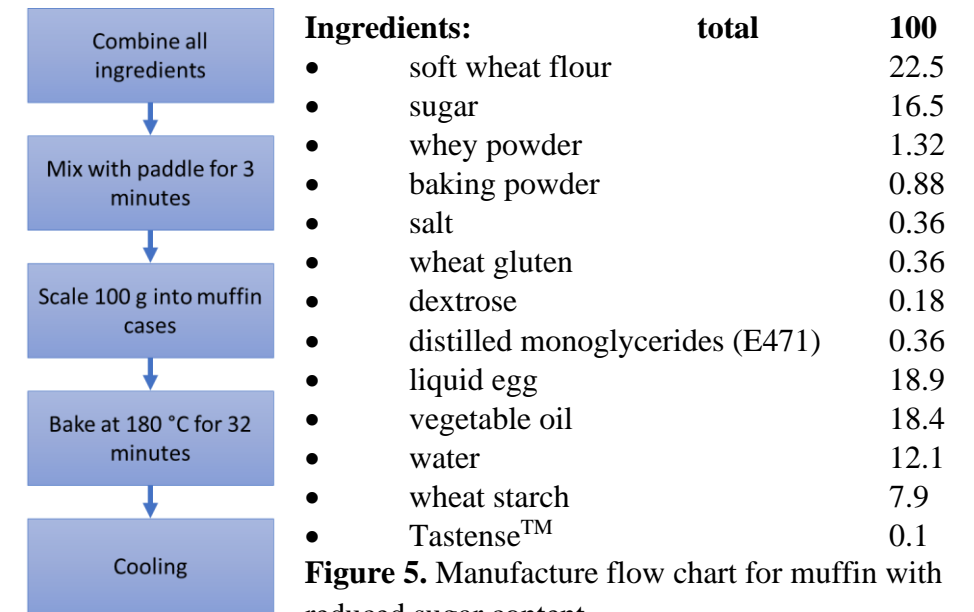 Combine all
ingredients
Mix with paddle for 3
minutes
Scale 100 g into muffin
cases
Bake at 180 °C for 32
minutes
Cooling
Ingredients: total 100
• soft wheat flour 22.5
• sugar 16.5
• whey powder 1.32
• baking powder 0.88
• salt 0.36
• wheat gluten 0.36
• dextrose 0.18
• distilled monoglycerides (E471) 0.36
• liquid egg 18.9
• vegetable oil 18.4
• water 12.1
• wheat starch 7.9
• Tastense™ 0.1
Figure 5. Manufacture flow chart for muffin with
reduced sugar content